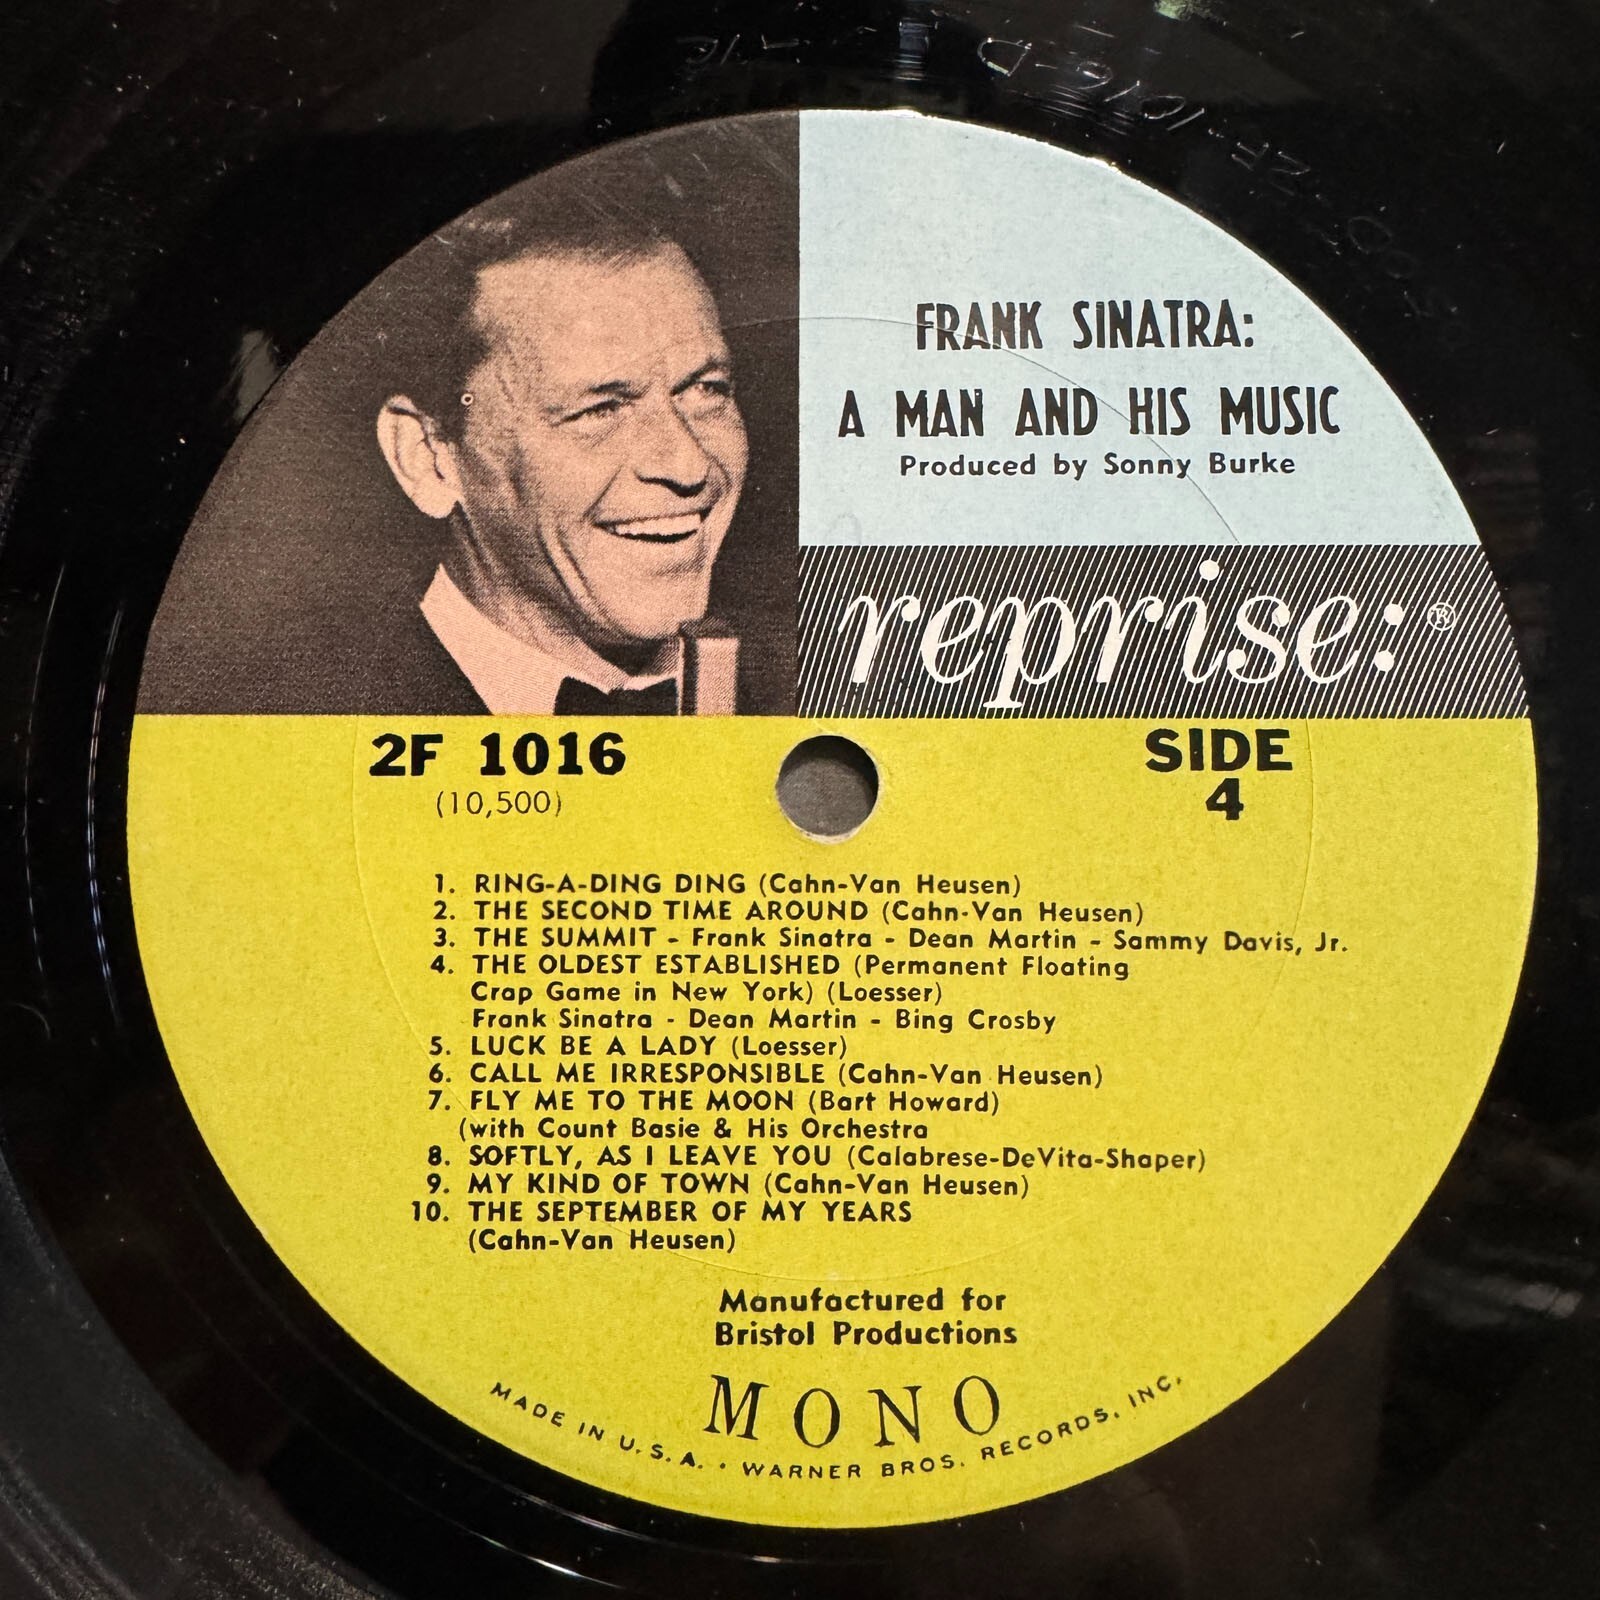 FRANK SINATRA:
A MAN AND HIS MUSIC
Produced by Sonny Burke
reprise:®
2F 1016
(10,500)
SIDE
4
1. RING-A-DING DING (Cahn-Van Heusen)
2. THE SECOND TIME AROUND (Cahn-Van Heusen)
3. THE SUMMIT - Frank Sinatra - Dean Martin - Sammy Davis, Jr.
4. THE OLDEST ESTABLISHED (Permanent Floating
Crap Game in New York) (Loesser)
Frank Sinatra - Dean Martin - Bing Crosby
5. LUCK BE A LADY (Loesser)
6. CALL ME IRRESPONSIBLE (Cahn-Van Heusen)
7. FLY ME TO THE MOON (Bart Howard)
(with Count Basie & His Orchestra
8. SOFTLY, AS I LEAVE YOU (Calabrese-DeVita-Shaper)
9. MY KIND OF TOWN (Cahn-Van Heusen)
10. THE SEPTEMBER OF MY YEARS
(Cahn-Van Heusen)
Manufactured for
Bristol Productions
MONO
MADE IN U.S.A. • WARNER BROS. RECORDS, INC.